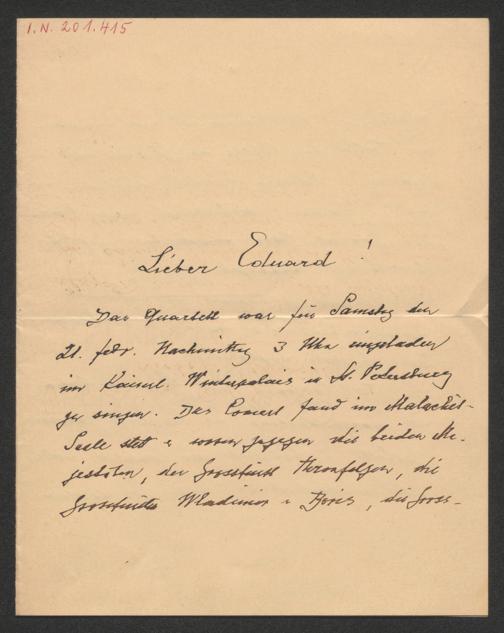 I.N. 201.415
Lieber Eduard!
Das Quartett war für Samstag den
21. febr. Nachmittag 3 Uhr eingeladen
im Kaiserl. Winterpalais in St. Petersburg
zu singen. Das Concert fand im Malachit-
Saale statt u waren zugegen die beiden Ma-
jestäten, der Grossfürst Thronfolger, die
Grossfürsten Wladimir u Boris, die Gross-